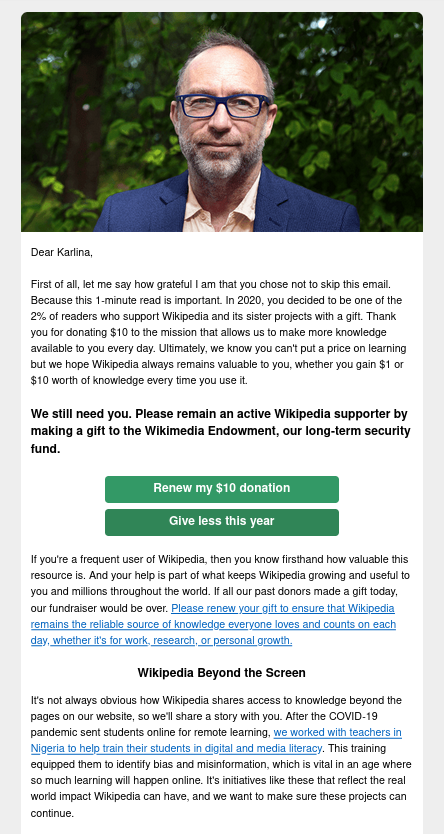 Dear Karlina,
First of all, let me say how grateful I am that you chose not to skip this email.
Because this 1-minute read is important. In 2020, you decided to be one of the
2% of readers who support Wikipedia and its sister projects with a gift. Thank
you for donating $10 to the mission that allows us to make more knowledge
available to you every day. Ultimately, we know you can't put a price on learning
but we hope Wikipedia always remains valuable to you, whether you gain $1 or
$10 worth of knowledge every time you use it.
We still need you. Please remain an active Wikipedia supporter by
making a gift to the Wikimedia Endowment, our long-term security
fund.
Renew my $10 donation
Give less this year
If you're a frequent user of Wikipedia, then you know firsthand how valuable this
resource is. And your help is part of what keeps Wikipedia growing and useful to
you and millions throughout the world. If all our past donors made a gift today,
our fundraiser would be over. Please renew your gift to ensure that Wikipedia
remains the reliable source of knowledge everyone loves and counts on each
day, whether it's for work, research, or personal growth.
Wikipedia Beyond the Screen
It's not always obvious how Wikipedia shares access to knowledge beyond the
pages on our website, so we'll share a story with you. After the COVID-19
pandemic sent students online for remote learning, we worked with teachers in
Nigeria to help train their students in digital and media literacy. This training
equipped them to identify bias and misinformation, which is vital in an age where
so much learning will happen online. It's initiatives like these that reflect the real
world impact Wikipedia can have, and we want to make sure these projects can
continue.